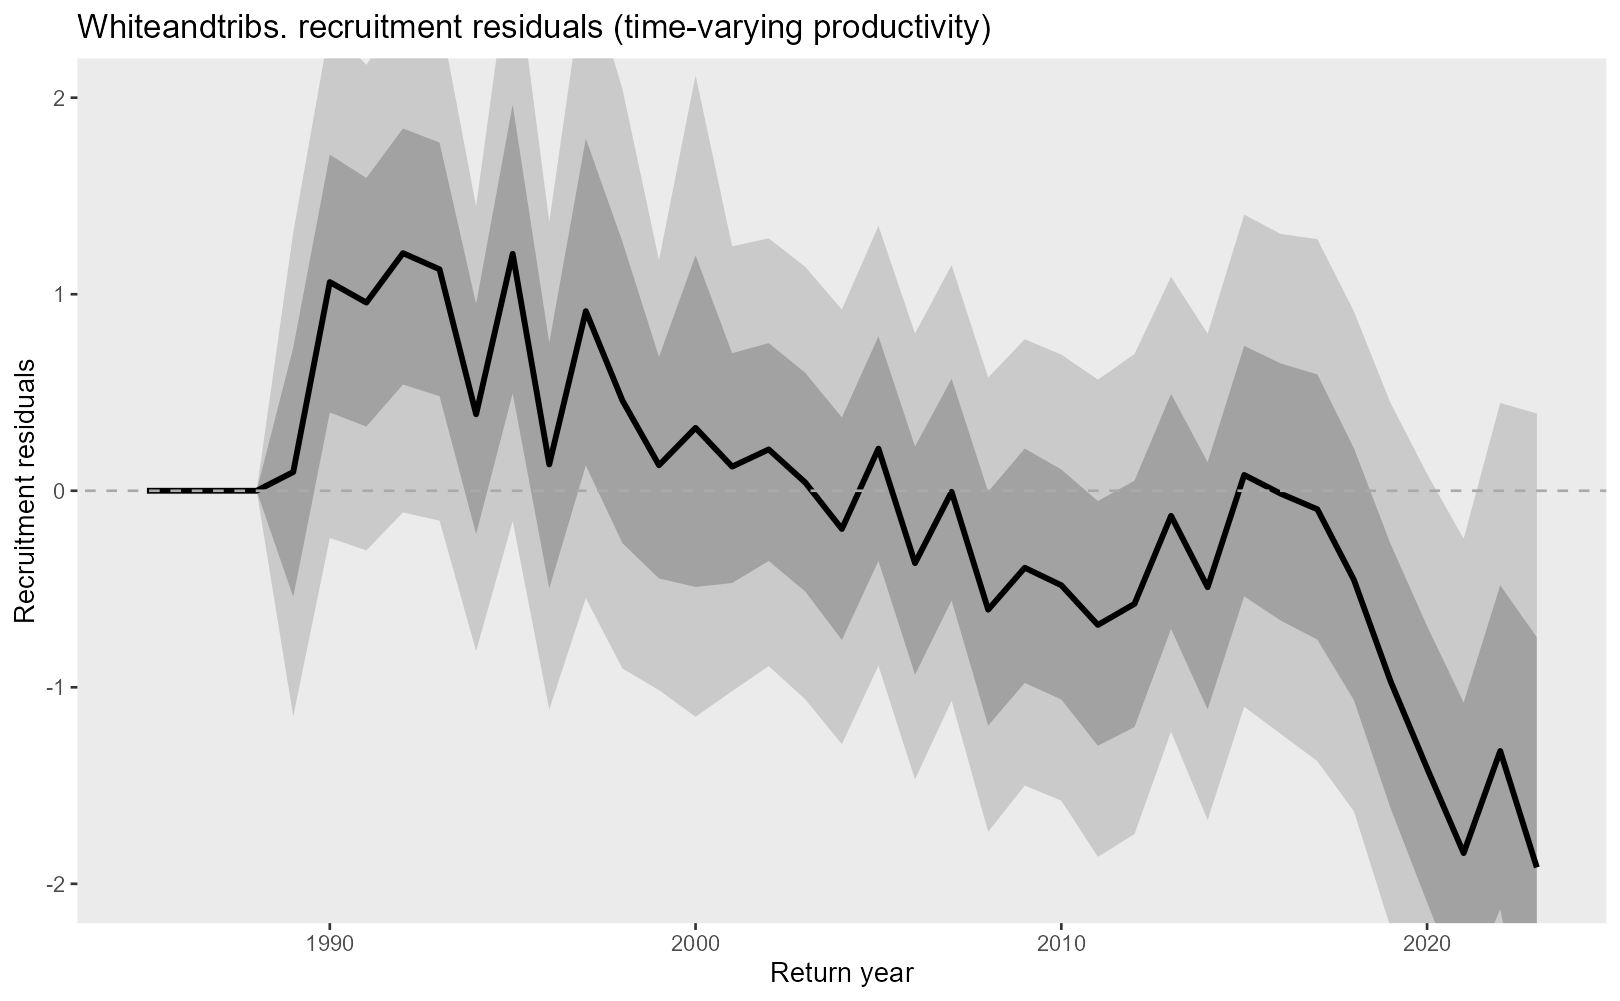 Whiteandtribs. recruitment residuals (time-varying productivity)
Recruitment residuals
2
1
0
-1
-2
1990 2000 2010 2020
Return year